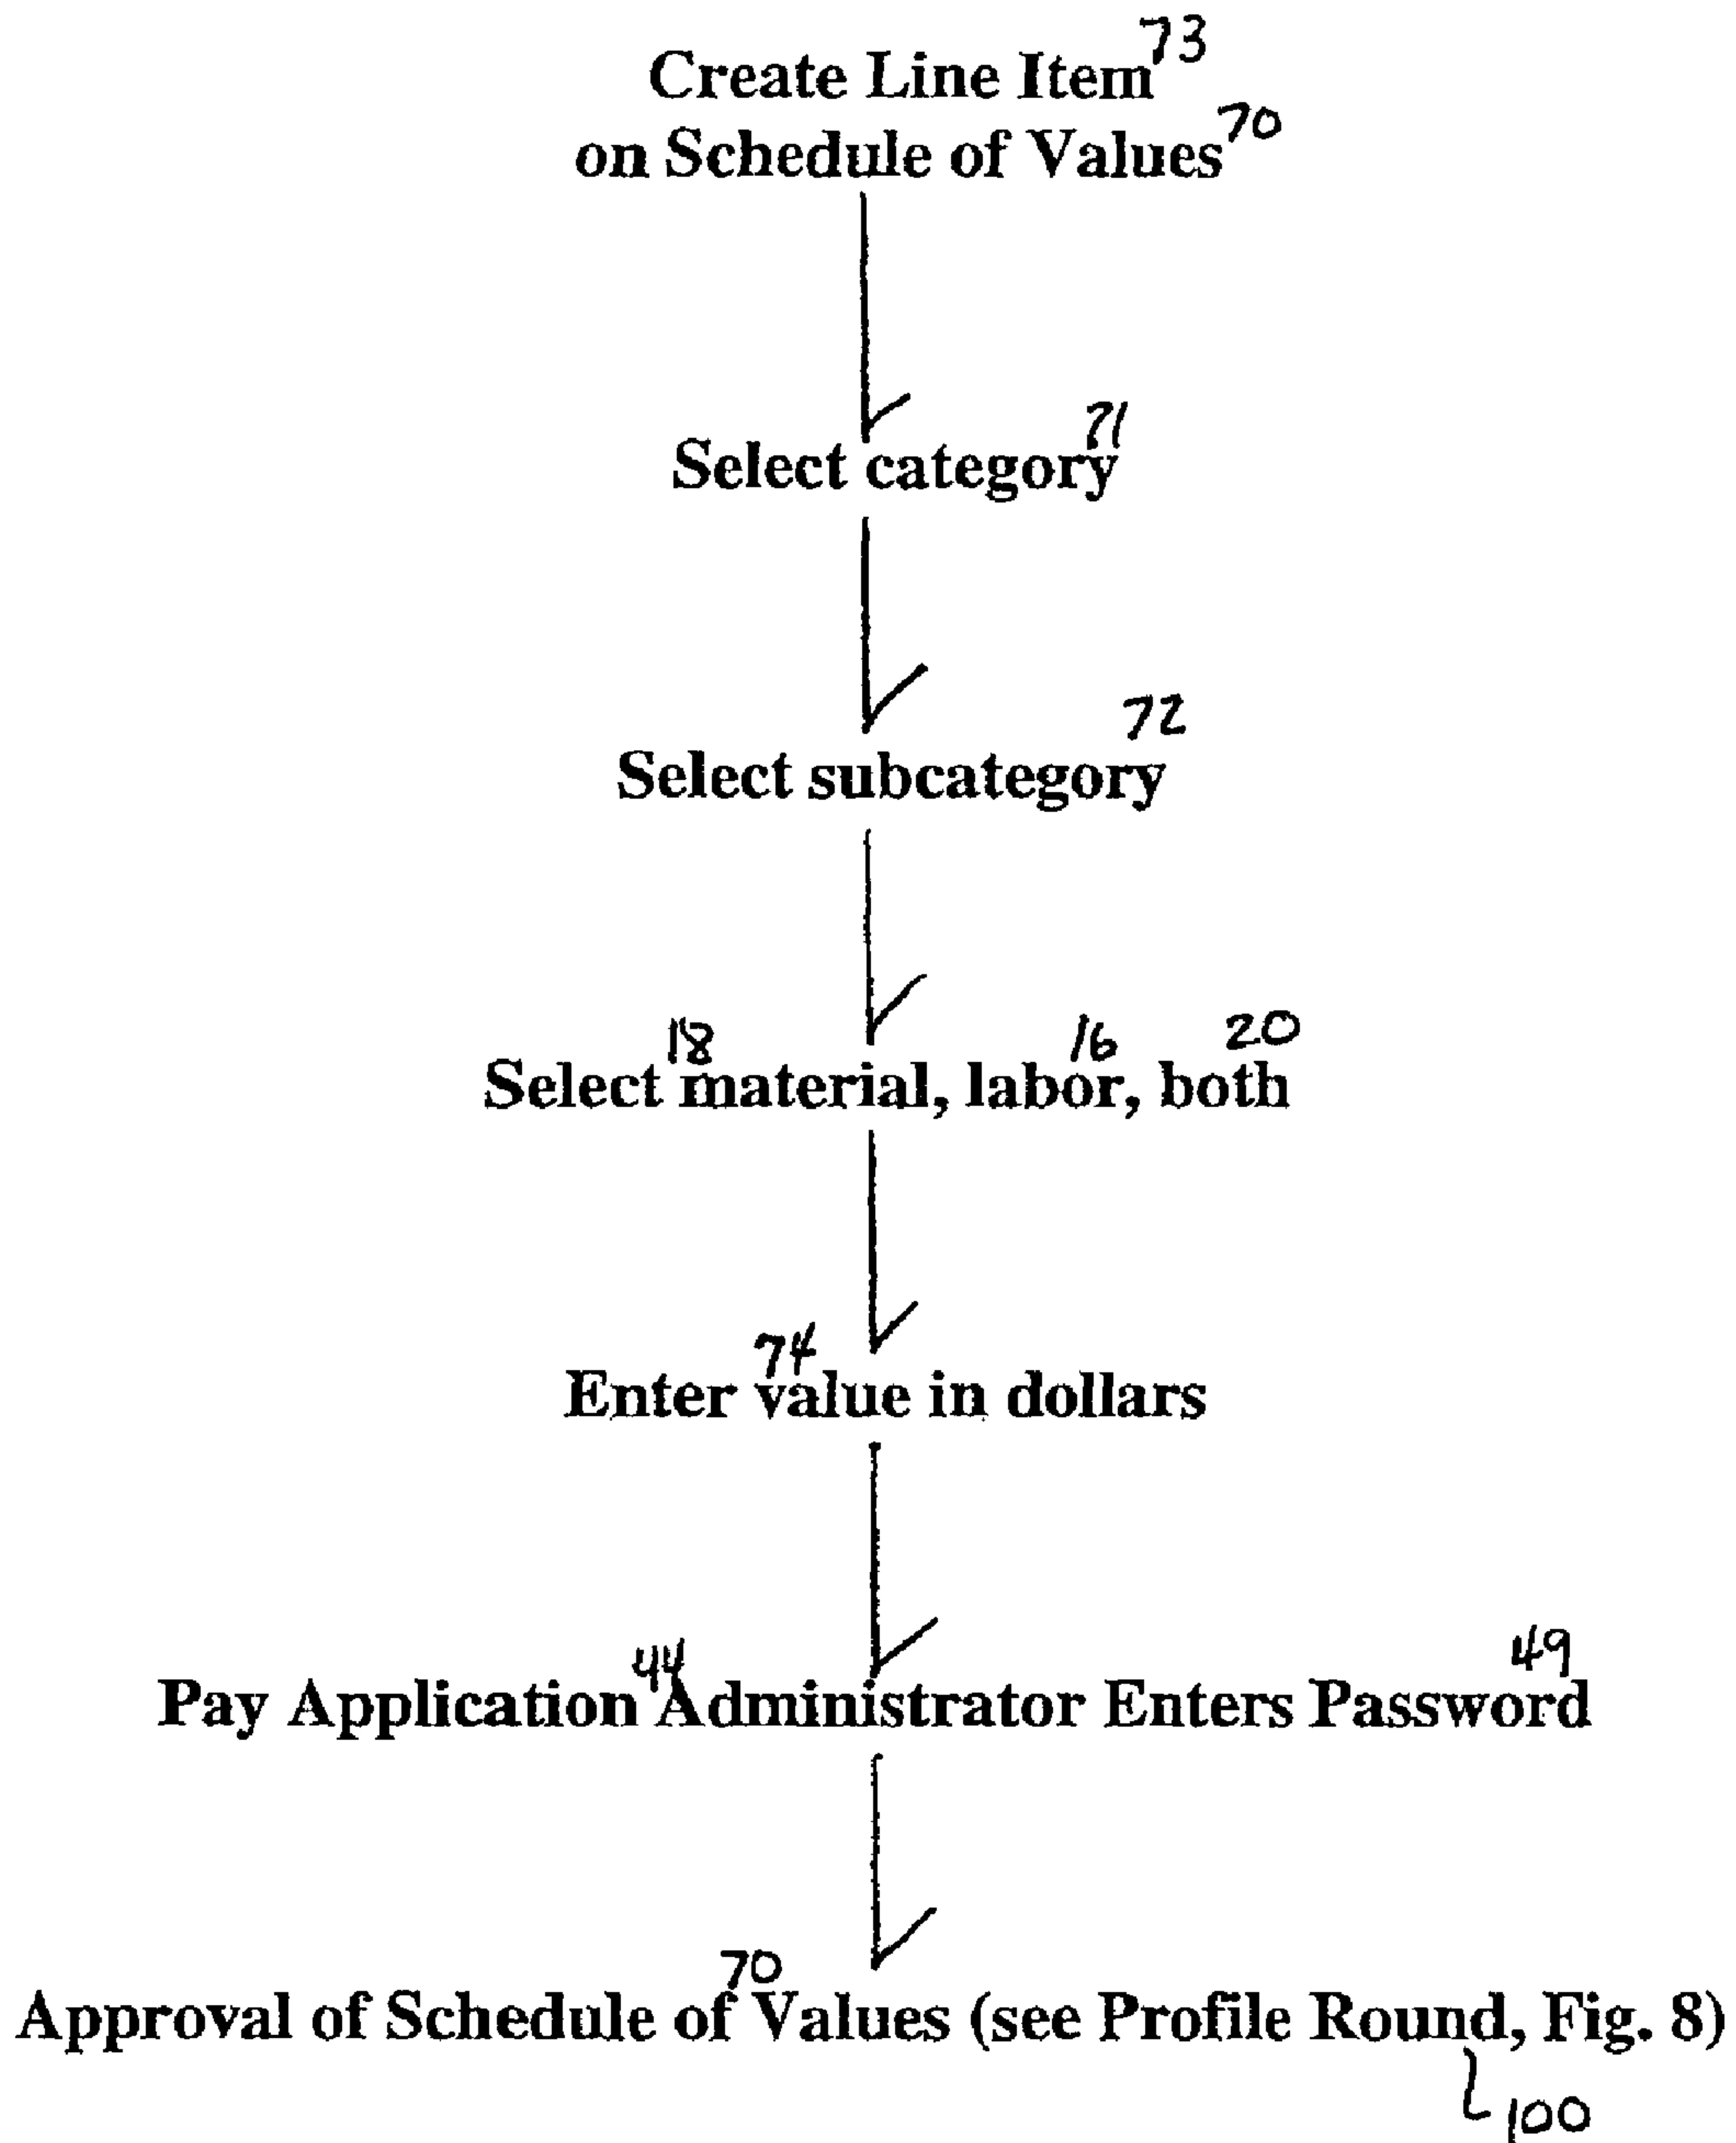 Create Line Item 73
on Schedule of Values 70
Select category 71
Select subcategory 72
Select material, labor, both 18 16 20
Enter value in dollars 74
Pay Application Administrator Enters Password 44 49
Approval of Schedule of Values (see Profile Round, Fig. 8) 70
100